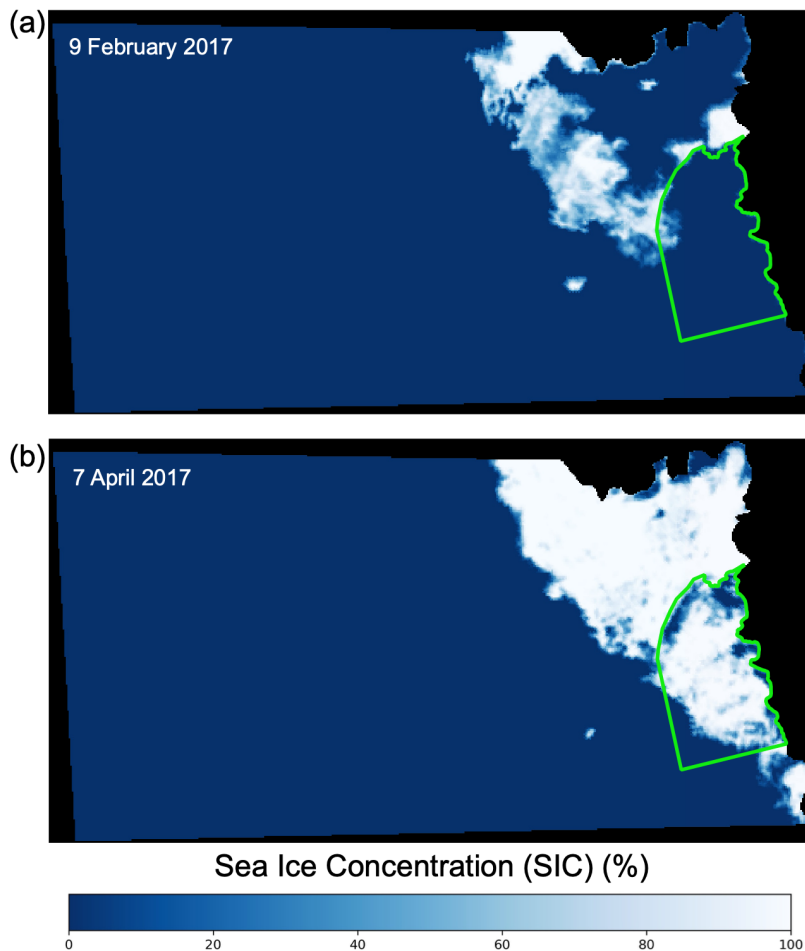 (a)
9 February 2017
(b)
7 April 2017
Sea Ice Concentration (SIC) (%)
0 20 40 60 80 100